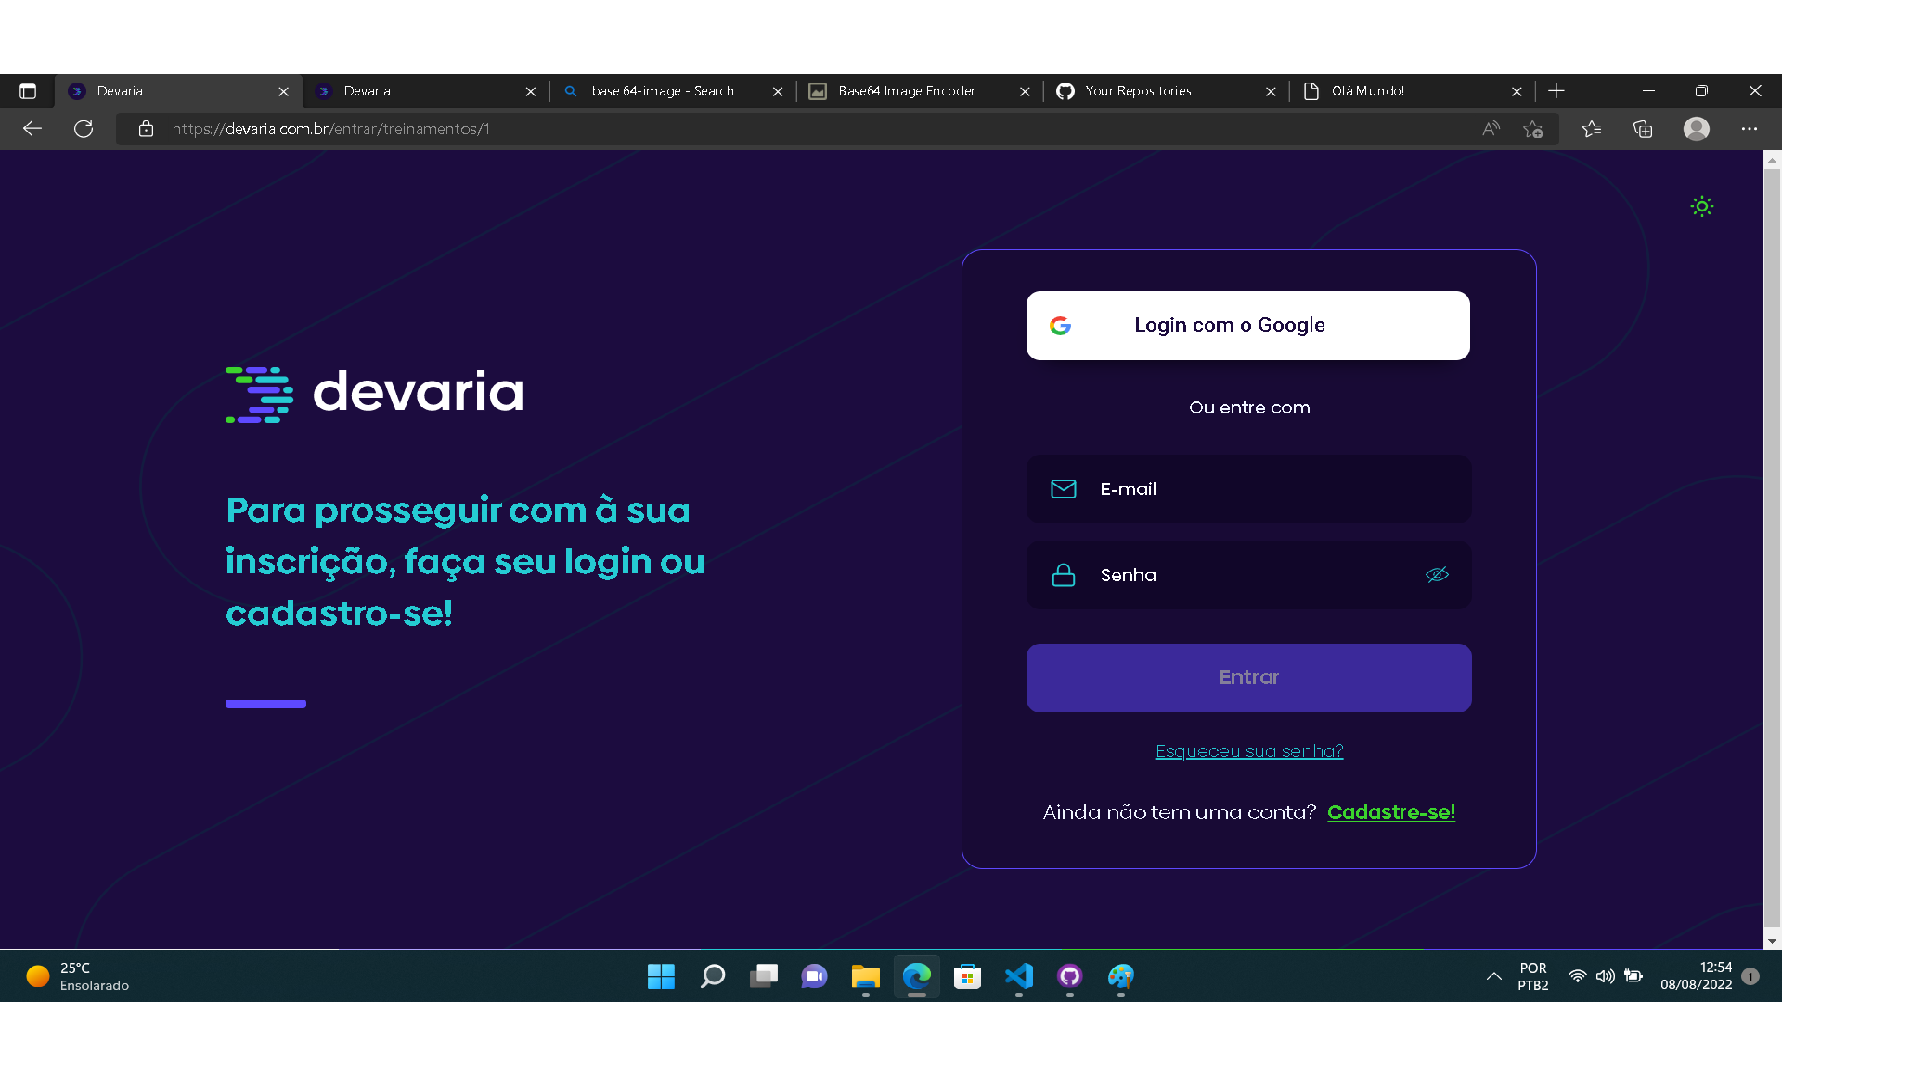 Devaria
Devaria
base 64-image - Search
Base64 Image Encoder
Your Repositories
Olá Mundo!
https://devaria.com.br/entrar/treinamentos/1
Login com o Google
Ou entre com
devaria
E-mail
Para prosseguir com à sua
inscrição, faça seu login ou
cadastro-se!
Senha
Entrar
Esqueceu sua senha?
Ainda não tem uma conta? Cadastre-se!
25°C
Ensolarado
POR
PTB2
12:54
08/08/2022
1